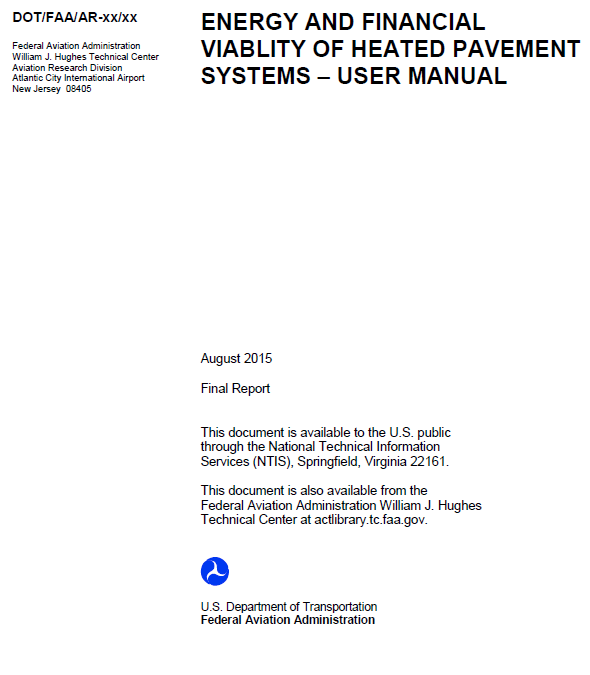 DOT/FAA/AR-xx/xx
Federal Aviation Administration
William J. Hughes Technical Center
Aviation Research Division
Atlantic City International Airport
New Jersey  08405
ENERGY AND FINANCIAL
VIABLITY OF HEATED PAVEMENT
SYSTEMS – USER MANUAL
August 2015
Final Report
This document is available to the U.S. public
through the National Technical Information
Services (NTIS), Springfield, Virginia 22161.
This document is also available from the
Federal Aviation Administration William J. Hughes
Technical Center at actlibrary.tc.faa.gov.
U.S. Department of Transportation
Federal Aviation Administration